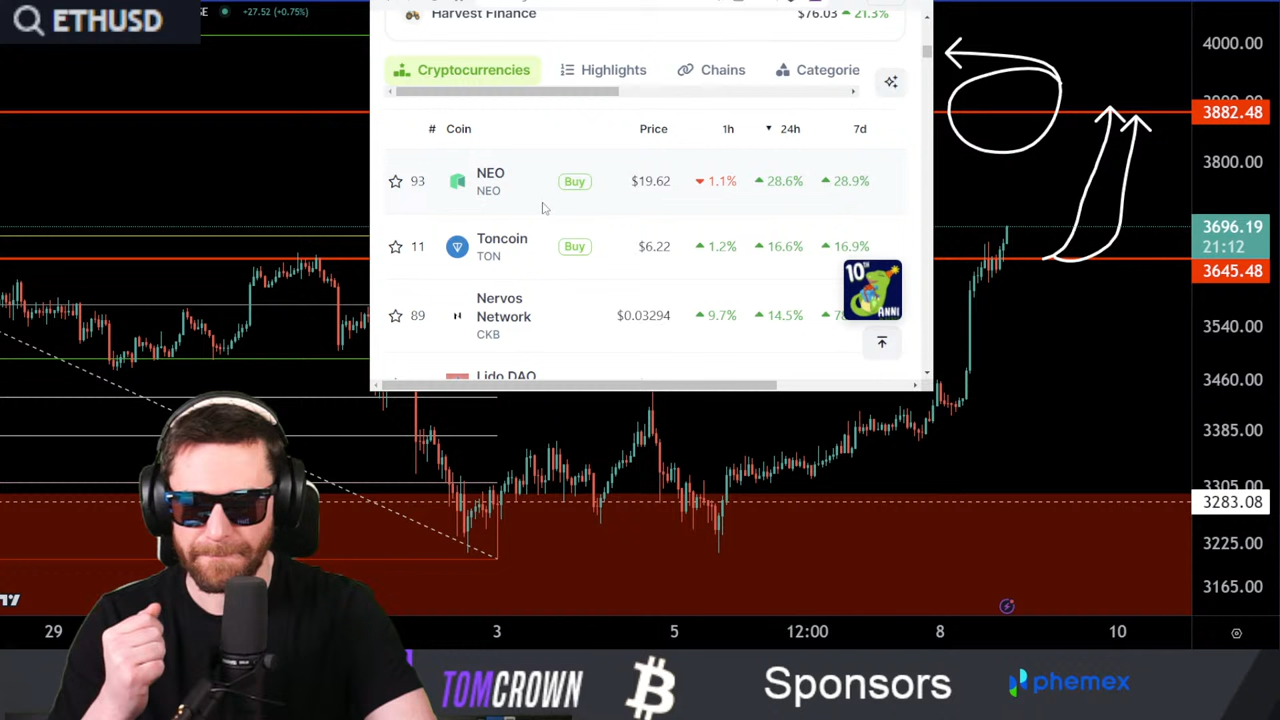 ETHUSD
+27.52 (+0.75%)
Harvest Finance
$76.03 21.3%
Cryptocurrencies Highlights Chains Categorie
# Coin Price 1h 24h 7d
93 NEO Buy $19.62 1.1% 28.6% 28.9%
NEO
11 Toncoin Buy $6.22 1.2% 16.6% 16.9%
TON
10TH
ANNI
89 Nervos Network $0.03294 9.7% 14.5%
CKB
Lido DAO
4000.00
3882.48
3800.00
3696.19
21:12
3645.48
3540.00
3460.00
3385.00
3305.00
3283.08
3225.00
3165.00
29 3 5 12:00 8 10
TOMCROWN Sponsors phemex